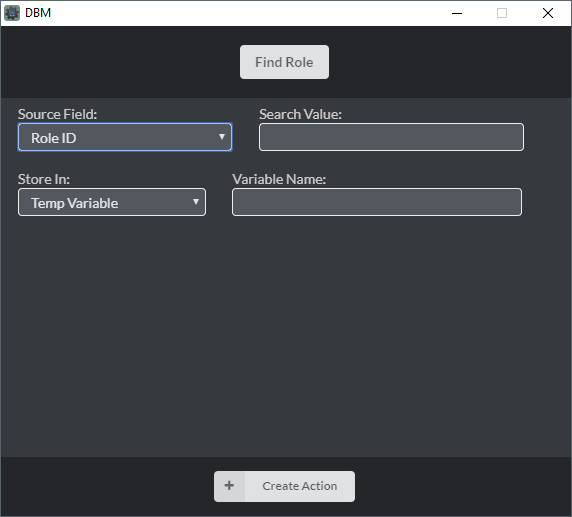 DBM
Find Role
Source Field: Search Value:
Role ID
Store In: Variable Name:
Temp Variable
Create Action